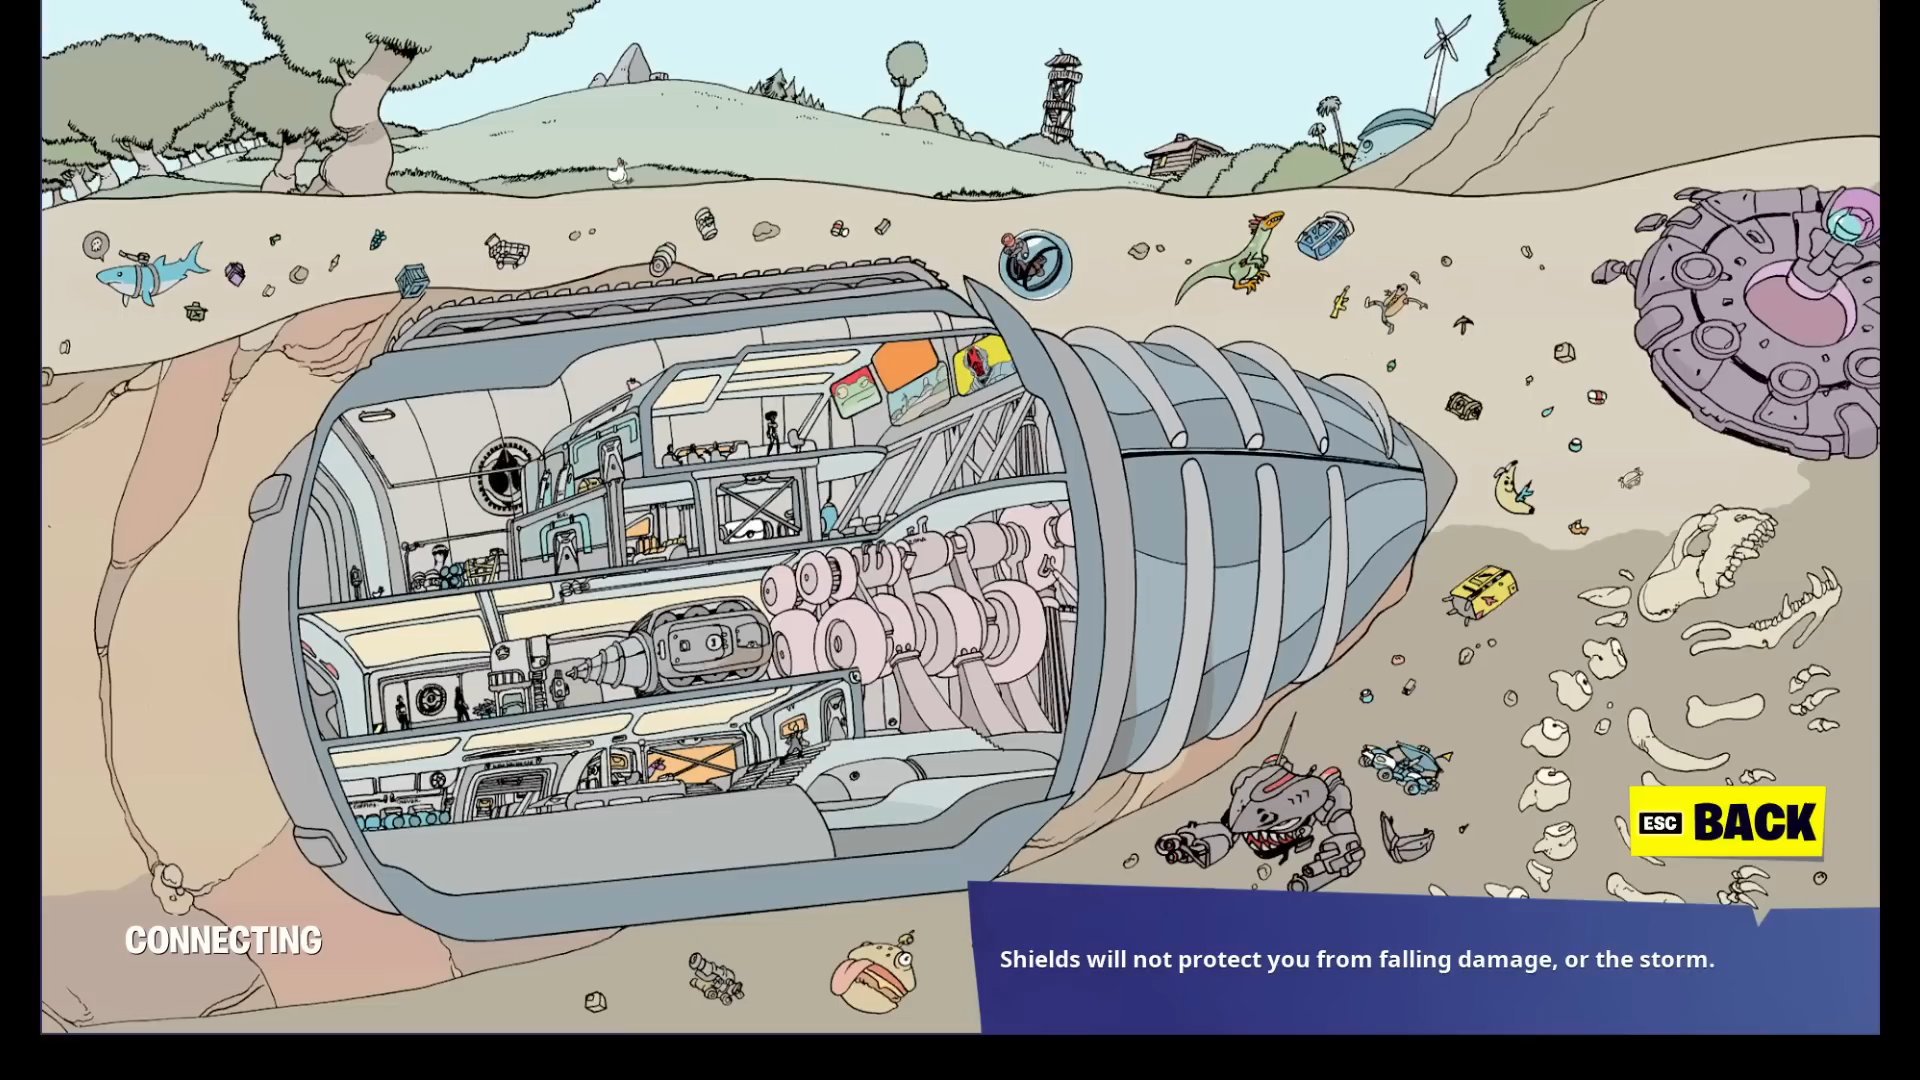 ESC BACK
CONNECTING
Shields will not protect you from falling damage, or the storm.